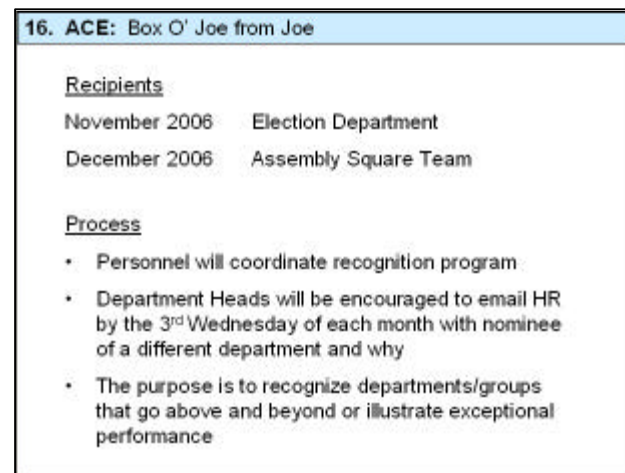 16. ACE: Box O' Joe from Joe
Recipients
November 2006 Election Department
December 2006 Assembly Square Team
Process
• Personnel will coordinate recognition program
• Department Heads will be encouraged to email HR
by the 3rd Wednesday of each month with nominee
of a different department and why
• The purpose is to recognize departments/groups
that go above and beyond or illustrate exceptional
performance